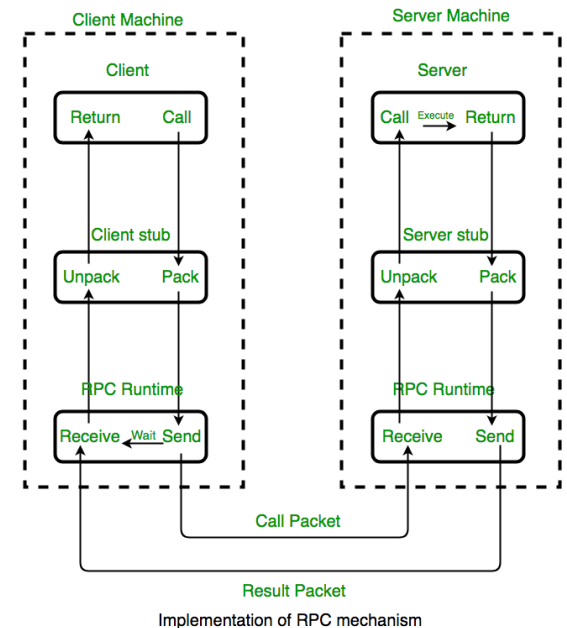 Client Machine
Server Machine
Client
Server
Return Call
Call Execute Return
Client stub
Server stub
Unpack Pack
Unpack Pack
RPC Runtime
RPC Runtime
Receive Wait Send
Receive Send
Call Packet
Result Packet
Implementation of RPC mechanism